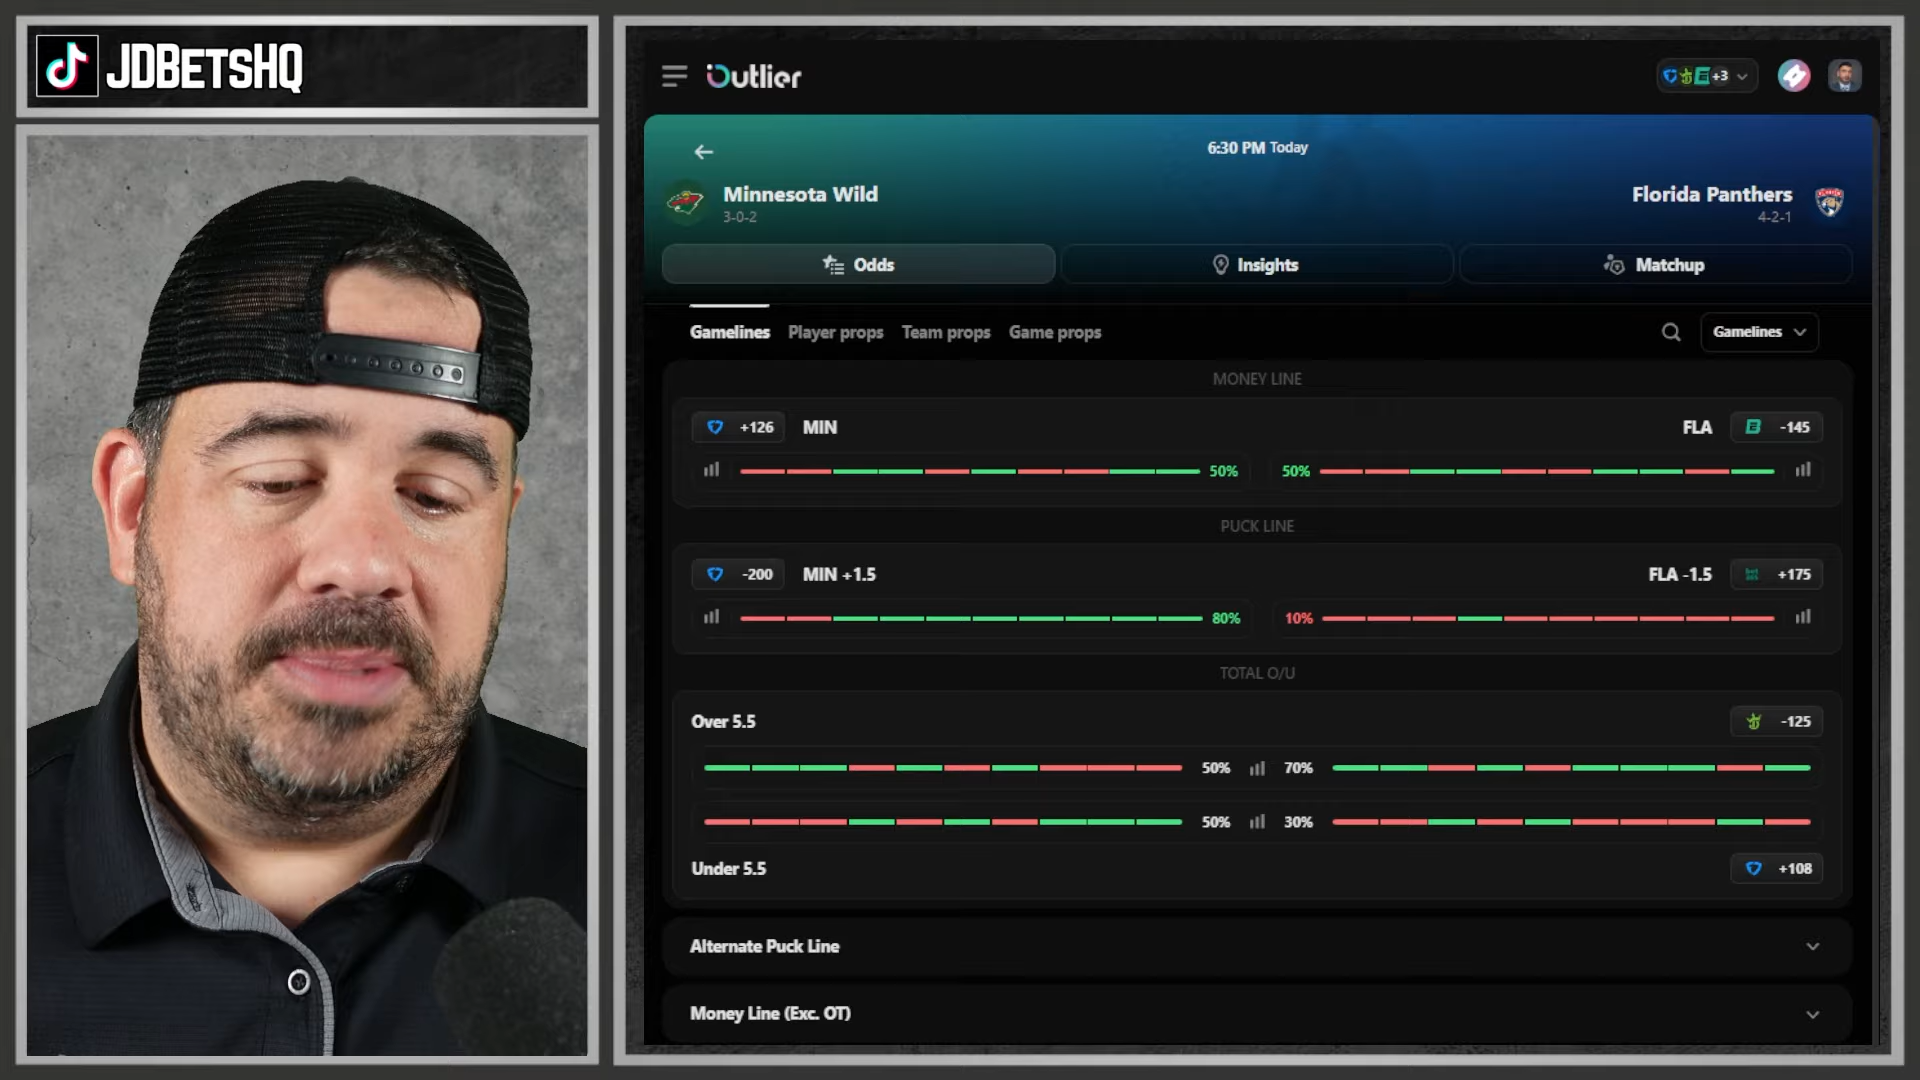 JDBETSHQ
Outlier
+3
6:30 PM Today
Minnesota Wild
3-0-2
Florida Panthers
4-2-1
Odds
Insights
Matchup
Gamelines
Player props
Team props
Game props
Gamelines
MONEY LINE
+126 MIN
FLA -145
50%
50%
PUCK LINE
-200 MIN +1.5
FLA -1.5 +175
80%
10%
TOTAL O/U
Over 5.5
-125
50%
70%
50%
30%
Under 5.5
+108
Alternate Puck Line
Money Line (Exc. OT)